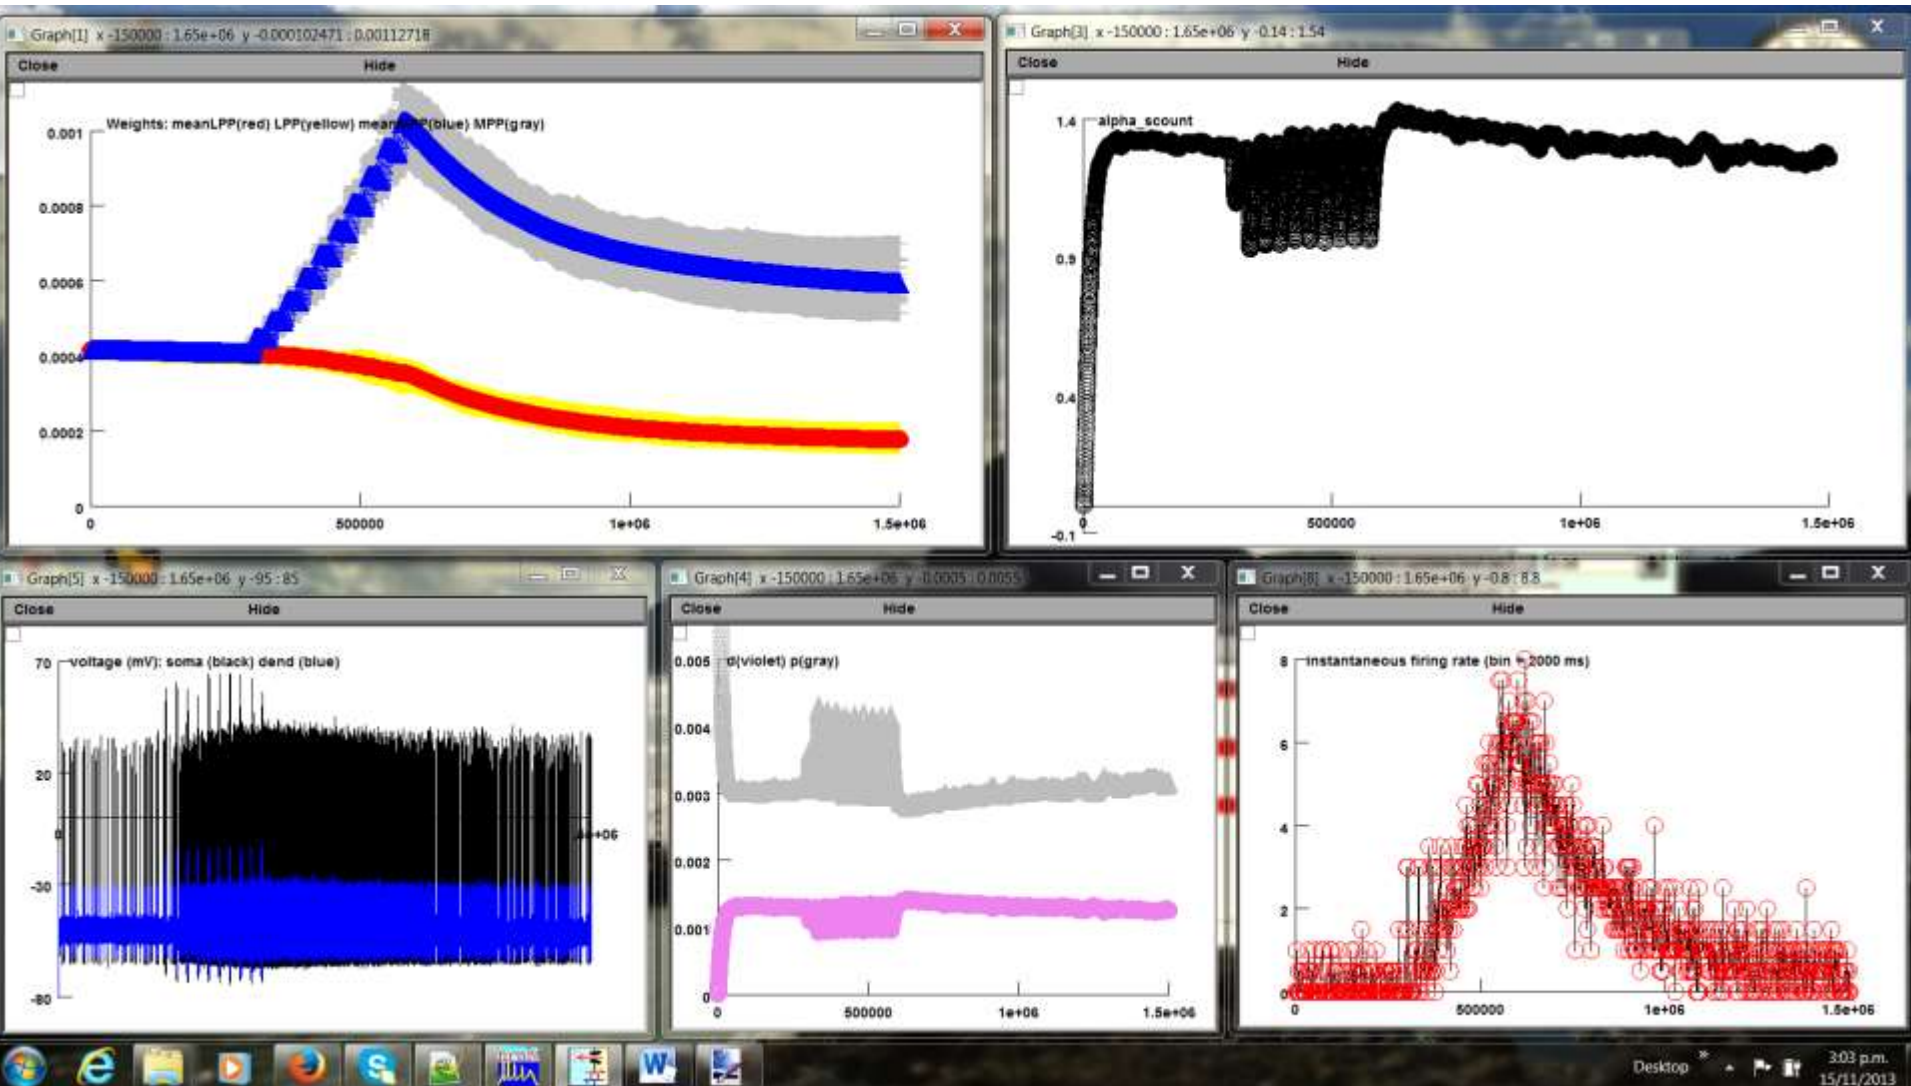 Graph[1] x -150000 : 1.65e+06 y -0.000102471 : 0.00112718
Close Hide
Weights: meanLPP(red) LPP(yellow) meanMPP(blue) MPP(gray)
0.001
0.0008
0.0006
0.0004
0.0002
0
0 500000 1e+06 1.5e+06
Graph[3] x -150000 : 1.65e+06 y -0.14 : 1.54
Close Hide
alpha_scount
1.4
0.9
0.4
-0.1
0 500000 1e+06 1.5e+06
Graph[5] x -150000 : 1.65e+06 y -95 : 85
Close Hide
voltage (mV): soma (black) dend (blue)
70
20
-30
-80
Graph[4] x -150000 : 1.65e+06 y -0.0005 : 0.0055
Close Hide
d(violet) p(gray)
0.005
0.004
0.003
0.002
0.001
0
0 500000 1e+06 1.5e+06
Graph[8] x -150000 : 1.65e+06 y -0.8 : 8.8
Close Hide
instantaneous firing rate (bin = 2000 ms)
8
6
4
2
0
0 500000 1e+06 1.5e+06
Desktop
3:03 p.m.
15/11/2013